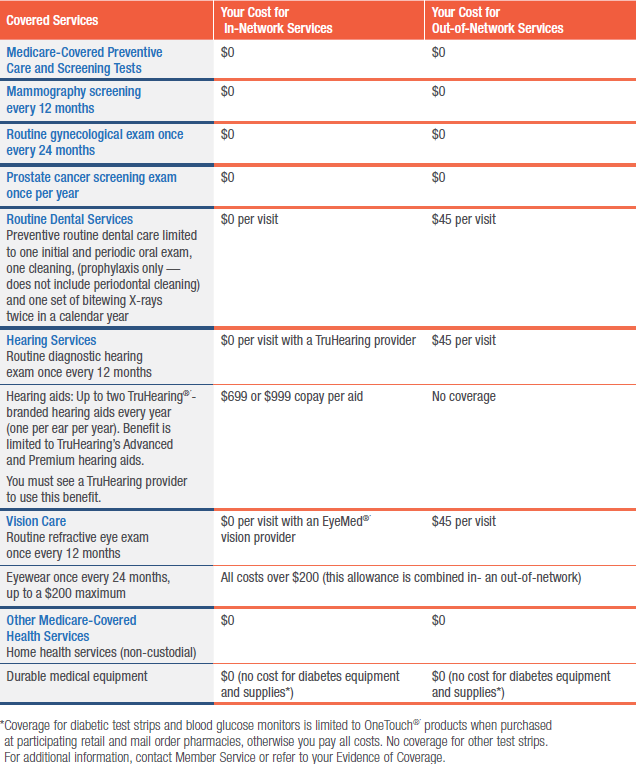 Covered Services
Your Cost for
In-Network Services
Your Cost for
Out-of-Network Services
Medicare-Covered Preventive
Care and Screening Tests
$0
$0
Mammography screening
every 12 months
$0
$0
Routine gynecological exam once
every 24 months
$0
$0
Prostate cancer screening exam
once per year
$0
$0
Routine Dental Services
Preventive routine dental care limited
to one initial and periodic oral exam,
one cleaning, (prophylaxis only —
does not include periodontal cleaning)
and one set of bitewing X-rays
twice in a calendar year
$0 per visit
$45 per visit
Hearing Services
Routine diagnostic hearing
exam once every 12 months
$0 per visit with a TruHearing provider
$45 per visit
Hearing aids: Up to two TruHearing®´-
branded hearing aids every year
(one per ear per year). Benefit is
limited to TruHearing’s Advanced
and Premium hearing aids.
You must see a TruHearing provider
to use this benefit.
$699 or $999 copay per aid
No coverage
Vision Care
Routine refractive eye exam
once every 12 months
$0 per visit with an EyeMed®´
vision provider
$45 per visit
Eyewear once every 24 months,
up to a $200 maximum
All costs over $200 (this allowance is combined in- an out-of-network)
Other Medicare-Covered
Health Services
Home health services (non-custodial)
$0
$0
Durable medical equipment
$0 (no cost for diabetes equipment
and supplies*)
$0 (no cost for diabetes equipment
and supplies*)
*Coverage for diabetic test strips and blood glucose monitors is limited to OneTouch®´ products when purchased
at participating retail and mail order pharmacies, otherwise you pay all costs. No coverage for other test strips.
For additional information, contact Member Service or refer to your Evidence of Coverage.